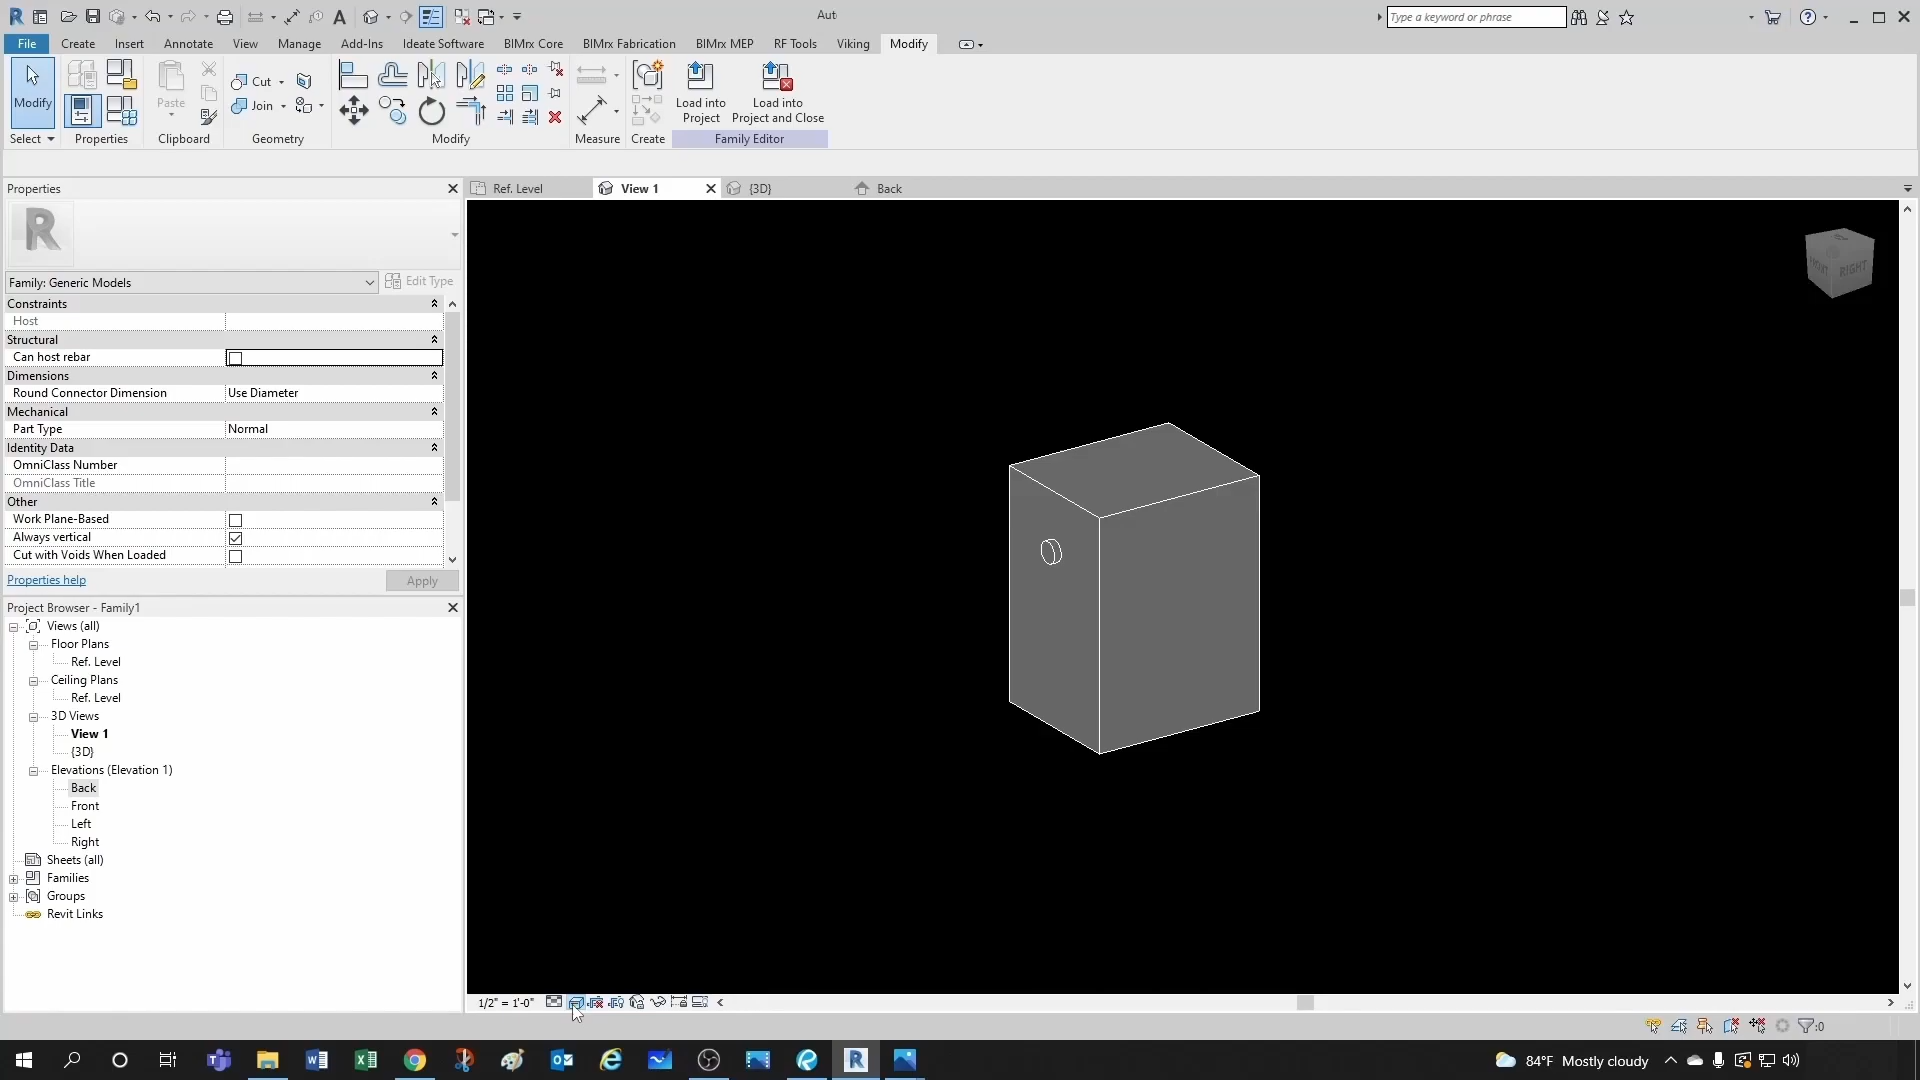 Aut
Type a keyword or phrase
File Create Insert Annotate View Manage Add-Ins Ideate Software BIMrx Core BIMrx Fabrication BIMrx MEP RF Tools Viking Modify
Modify
Paste
Cut
Join
Load into Project
Load into Project and Close
Select Properties Clipboard Geometry Modify Measure Create Family Editor
Properties
Ref. Level View 1 {3D} Back
Family: Generic Models Edit Type
Constraints
Host
Structural
Can host rebar
Dimensions
Round Connector Dimension Use Diameter
Mechanical
Part Type Normal
Identity Data
OmniClass Number
OmniClass Title
Other
Work Plane-Based
Always vertical
Cut with Voids When Loaded
Properties help Apply
Project Browser - Family1
Views (all)
Floor Plans
Ref. Level
Ceiling Plans
Ref. Level
3D Views
View 1
{3D}
Elevations (Elevation 1)
Back
Front
Left
Right
Sheets (all)
Families
Groups
Revit Links
FRONT RIGHT
1/2" = 1'-0"
:0
84°F Mostly cloudy